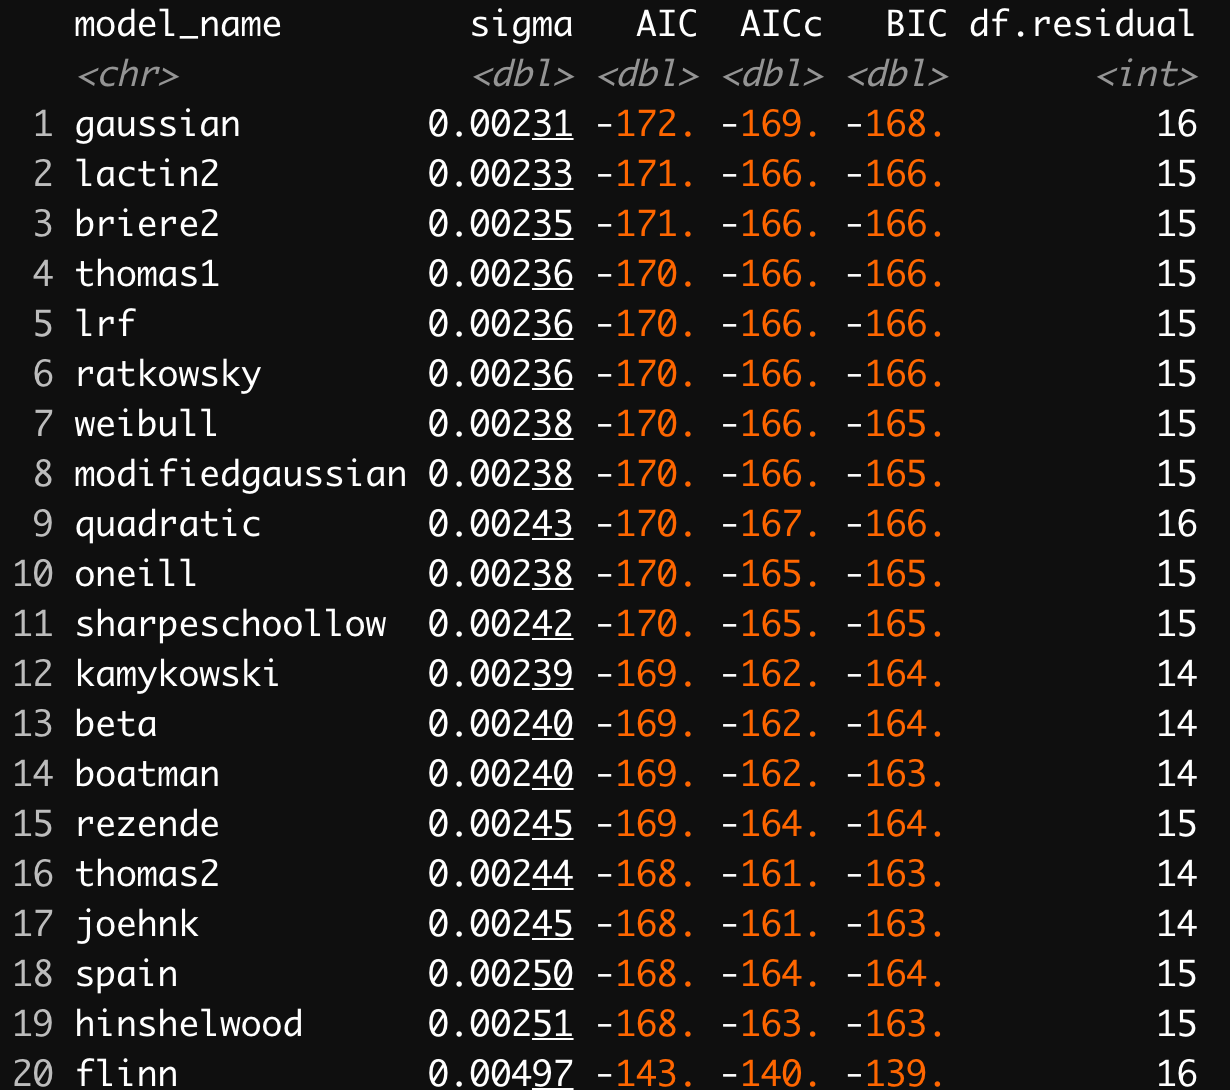 model_name sigma AIC AICc BIC df.residual
<chr> <dbl> <dbl> <dbl> <dbl> <int>
1 gaussian 0.00231 -172. -169. -168. 16
2 lactin2 0.00233 -171. -166. -166. 15
3 briere2 0.00235 -171. -166. -166. 15
4 thomas1 0.00236 -170. -166. -166. 15
5 lrf 0.00236 -170. -166. -166. 15
6 ratkowsky 0.00236 -170. -166. -166. 15
7 weibull 0.00238 -170. -166. -165. 15
8 modifiedgaussian 0.00238 -170. -166. -165. 15
9 quadratic 0.00243 -170. -167. -166. 16
10 oneill 0.00238 -170. -165. -165. 15
11 sharpeschoollow 0.00242 -170. -165. -165. 15
12 kamykowski 0.00239 -169. -162. -164. 14
13 beta 0.00240 -169. -162. -164. 14
14 boatman 0.00240 -169. -162. -163. 14
15 rezende 0.00245 -169. -164. -164. 15
16 thomas2 0.00244 -168. -161. -163. 14
17 joehnk 0.00245 -168. -161. -163. 14
18 spain 0.00250 -168. -164. -164. 15
19 hinshelwood 0.00251 -168. -163. -163. 15
20 flinn 0.00497 -143. -140. -139. 16